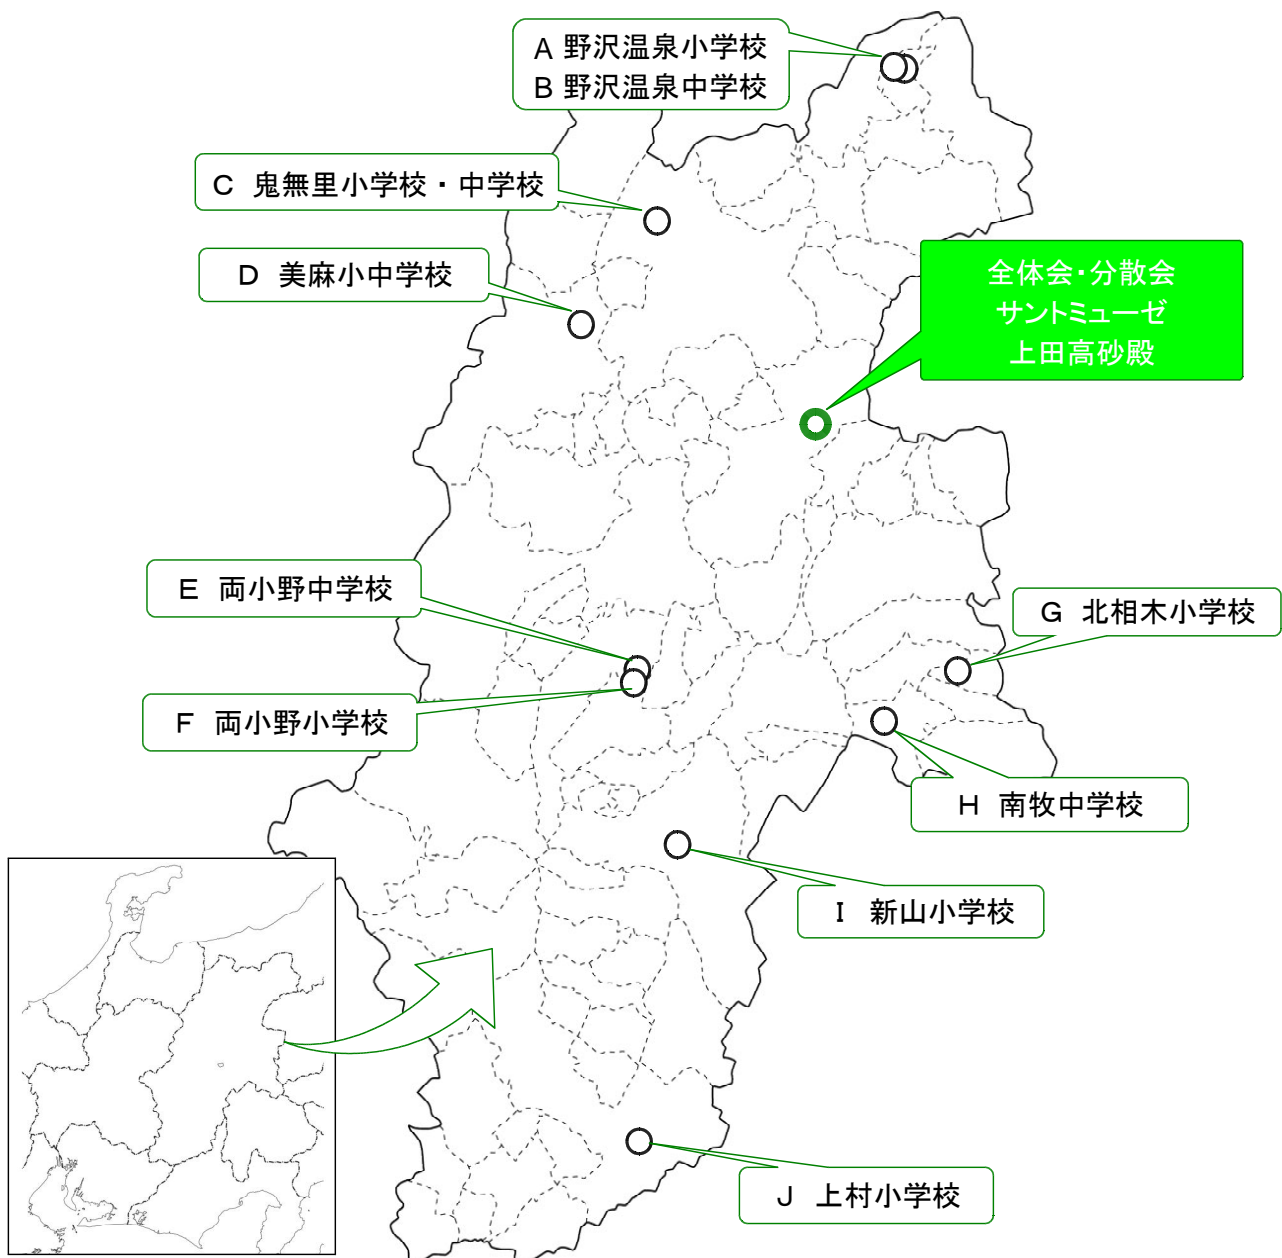 A 野沢温泉小学校
B 野沢温泉中学校
C 鬼無里小学校・中学校
D 美麻小中学校
全体会・分散会
サントミューゼ
上田高砂殿
E 両小野中学校
G 北相木小学校
F 両小野小学校
H 南牧中学校
I 新山小学校
J 上村小学校